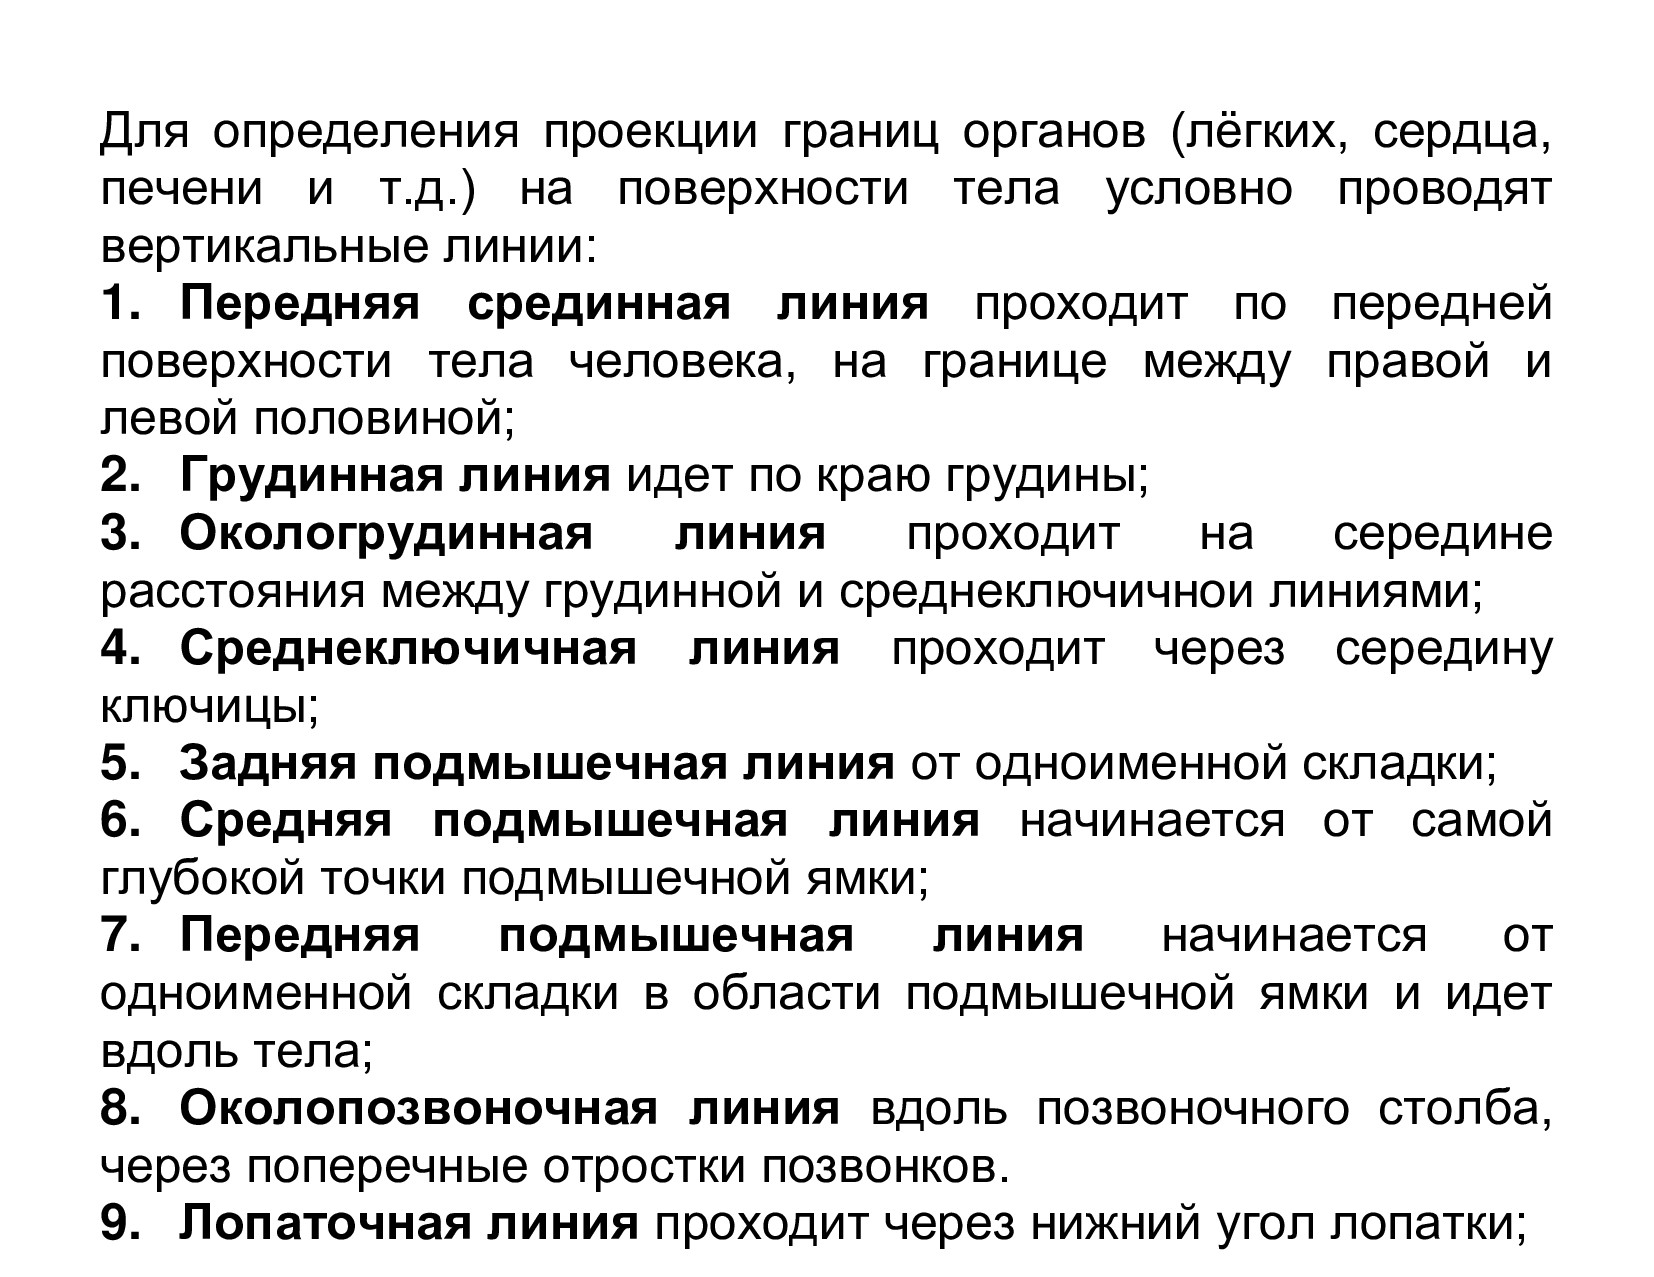 Для определения проекции границ органов (лёгких, сердца,
печени и т.д.) на поверхности тела условно проводят
вертикальные линии:
1. Передняя срединная линия проходит по передней
поверхности тела человека, на границе между правой и
левой половиной;
2. Грудинная линия идет по краю грудины;
3. Окологрудинная линия проходит на середине
расстояния между грудинной и среднеключичнои линиями;
4. Среднеключичная линия проходит через середину
ключицы;
5. Задняя подмышечная линия от одноименной складки;
6. Средняя подмышечная линия начинается от самой
глубокой точки подмышечной ямки;
7. Передняя подмышечная линия начинается от
одноименной складки в области подмышечной ямки и идет
вдоль тела;
8. Околопозвоночная линия вдоль позвоночного столба,
через поперечные отростки позвонков.
9. Лопаточная линия проходит через нижний угол лопатки;